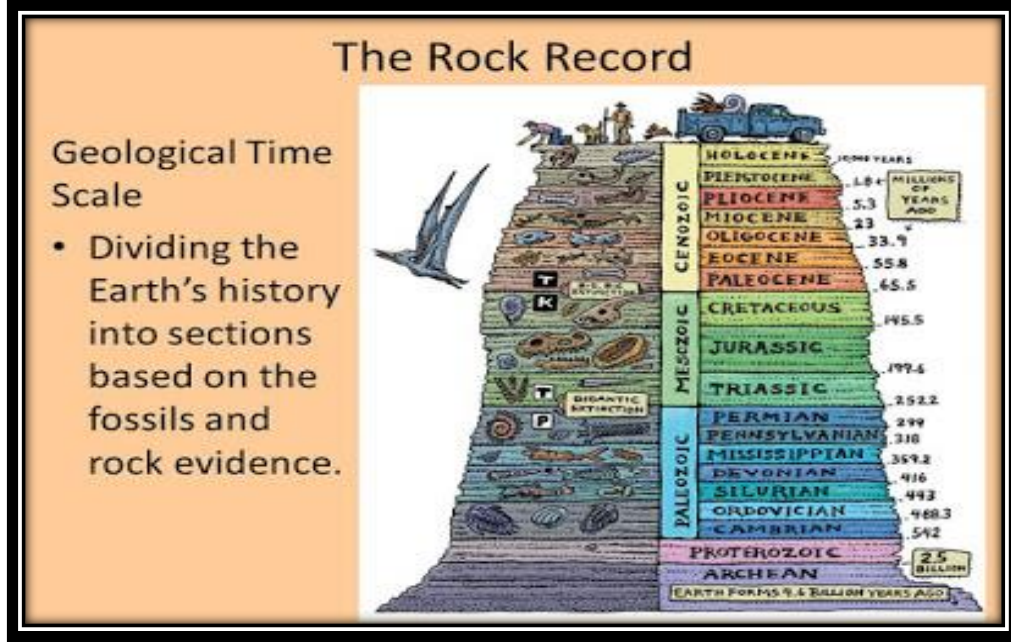 The Rock Record
Geological Time
Scale
• Dividing the
Earth's history
into sections
based on the
fossils and
rock evidence.
CENOZOIC
HOLOCENE
PLEISTOCENE
PLIOCENE
MIOCENE
OLIGOCENE
EOCENE
PALEOCENE
MESOZOIC
CRETACEOUS
JURASSIC
TRIASSIC
PALEOZOIC
PERMIAN
PENNSYLVANIAN
MISSISSIPPIAN
DEVONIAN
SILURIAN
ORDOVICIAN
CAMBRIAN
PROTEROZOIC
ARCHEAN
EARTH FORMS 4.6 BILLION YEARS AGO
T
K
T
GIGANTIC
EXTINCTION
P
YEARS
MILLIONS
OF
YEARS
AGO
5.3
23
33.9
55.8
65.5
145.5
199.6
252.2
299
318
359.2
416
443
488.3
542
2.5
BILLION